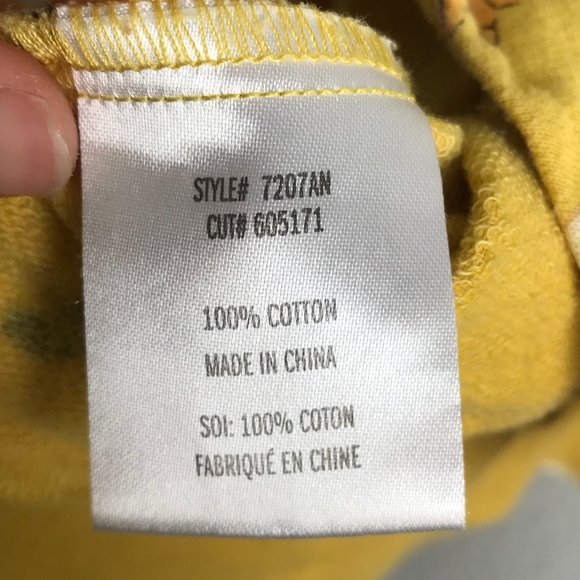 STYLE# 7207AN
CUT# 605171
100% COTTON
MADE IN CHINA
SOI: 100% COTON
FABRIQUÉ EN CHINE